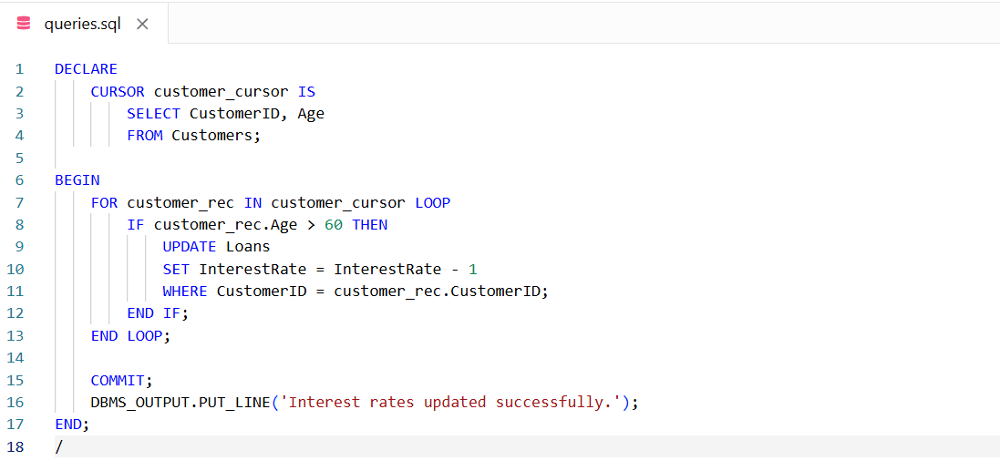 queries.sql
1 DECLARE
2     CURSOR customer_cursor IS
3         SELECT CustomerID, Age
4         FROM Customers;
5
6 BEGIN
7     FOR customer_rec IN customer_cursor LOOP
8         IF customer_rec.Age > 60 THEN
9             UPDATE Loans
10             SET InterestRate = InterestRate - 1
11             WHERE CustomerID = customer_rec.CustomerID;
12         END IF;
13     END LOOP;
14
15     COMMIT;
16     DBMS_OUTPUT.PUT_LINE('Interest rates updated successfully.');
17 END;
18 /